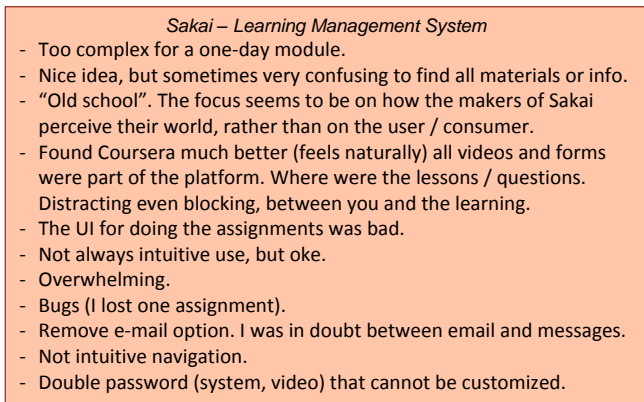 Sakai – Learning Management System
- Too complex for a one-day module.
- Nice idea, but sometimes very confusing to find all materials or info.
- “Old school”. The focus seems to be on how the makers of Sakai
perceive their world, rather than on the user / consumer.
- Found Coursera much better (feels naturally) all videos and forms
were part of the platform. Where were the lessons / questions.
Distracting even blocking, between you and the learning.
- The UI for doing the assignments was bad.
- Not always intuitive use, but oke.
- Overwhelming.
- Bugs (I lost one assignment).
- Remove e-mail option. I was in doubt between email and messages.
- Not intuitive navigation.
- Double password (system, video) that cannot be customized.